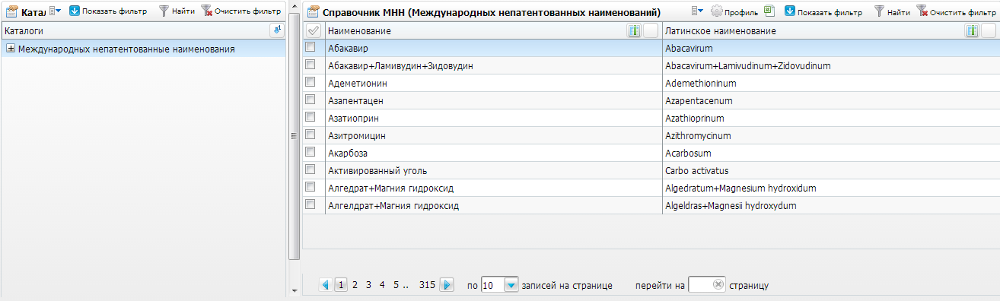 Катал Показать фильтр Найти Очистить фильтр
Каталоги
Международных непатентованные наименования
Справочник МНН (Международных непатентованных наименований) Профиль Показать фильтр Найти Очистить фильтр
Наименование Латинское наименование
Абакавир Abacavirum
Абакавир+Ламивудин+Зидовудин Abacavirum+Lamivudinum+Zidovudinum
Адеметионин Ademethioninum
Азапентацен Azapentacenum
Азатиоприн Azathioprinum
Азитромицин Azithromycinum
Акарбоза Acarbosum
Активированный уголь Carbo activatus
Алгедрат+Магния гидроксид Algedratum+Magnesium hydroxidum
Алгелдрат+Магния гидроксид Algeldras+Magnesii hydroxydum
1 2 3 4 5 .. 315 по 10 записей на странице перейти на страницу